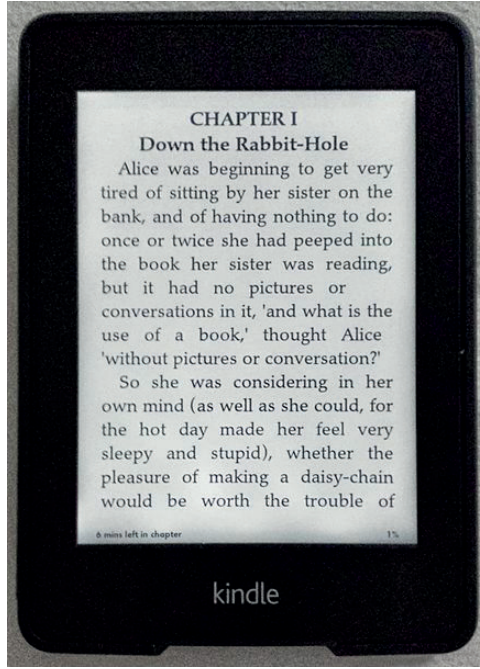 CHAPTER I
Down the Rabbit-Hole
Alice was beginning to get very
tired of sitting by her sister on the
bank, and of having nothing to do:
once or twice she had peeped into
the book her sister was reading,
but it had no pictures or
conversations in it, 'and what is the
use of a book,' thought Alice
'without pictures or conversation?'
So she was considering in her
own mind (as well as she could, for
the hot day made her feel very
sleepy and stupid), whether the
pleasure of making a daisy-chain
would be worth the trouble of
6 mins left in chapter 1%
kindle